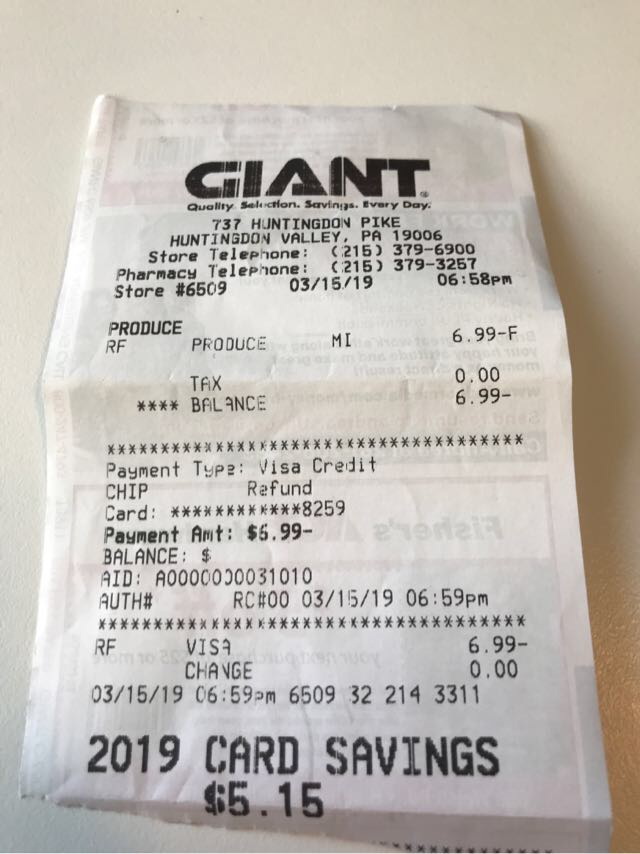 GIANT
Quality. Selection. Savings. Every Day.
737 HUNTINGDON PIKE
HUNTINGDON VALLEY, PA 19006
Store Telephone: (215) 379-6900
Pharmacy Telephone: (215) 379-3257
Store #6509 03/15/19 06:58pm
PRODUCE
RF PRODUCE MI 6.99-F
TAX 0.00
**** BALANCE 6.99-
***************************************
Payment Type: Visa Credit
CHIP Refund
Card: ************8259
Payment Amt: $6.99-
BALANCE: $
AID: A0000000031010
AUTH# RC#00 03/15/19 06:59pm
***************************************
RF VISA 6.99-
CHANGE 0.00
03/15/19 06:59pm 6509 32 214 3311
2019 CARD SAVINGS
$5.15